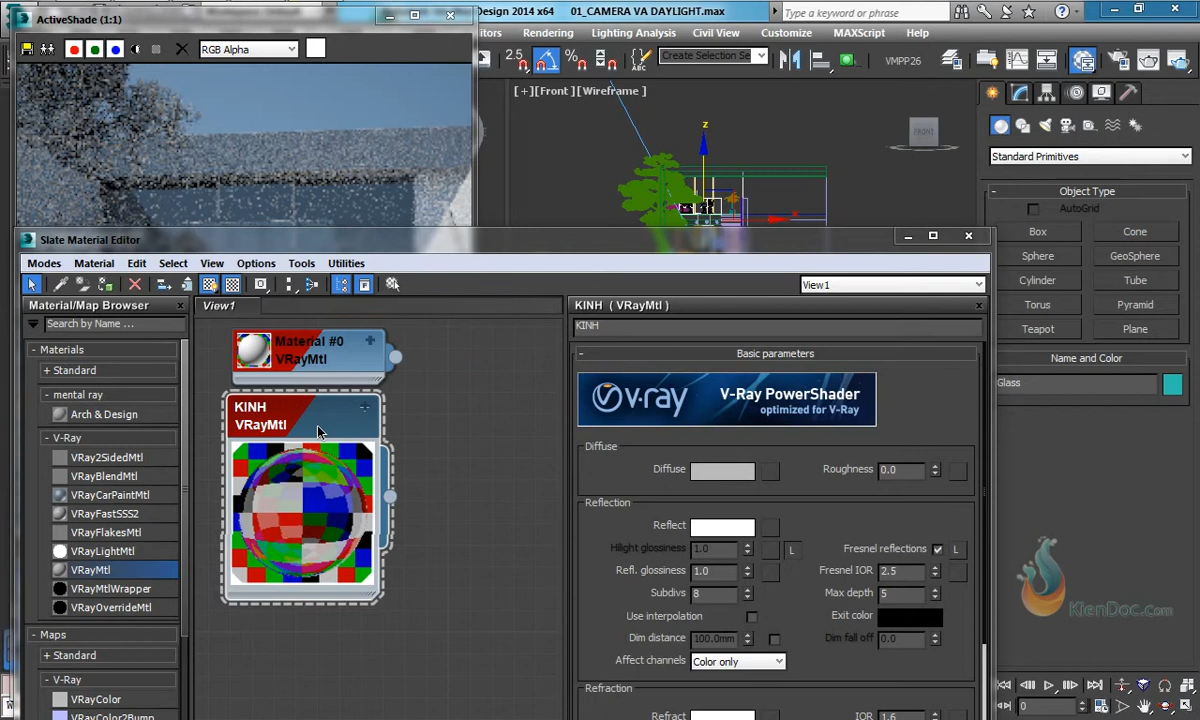 ActiveShade (1:1)
Design 2014 x64    01_CAMERA VA DAYLIGHT.max
Type a keyword or phrase
itors    Rendering    Lighting Analysis    Civil View    Customize    MAXScript    Help
RGB Alpha
2.5
Create Selection Se
VMPP26
[+][Front ][Wireframe ]
z
FRONT
Standard Primitives
- Object Type
AutoGrid
Box    Cone
Sphere    GeoSphere
Cylinder    Tube
Torus    Pyramid
Teapot    Plane
- Name and Color
Glass
Slate Material Editor
Modes    Material    Edit    Select    View    Options    Tools    Utilities
View1
Material/Map Browser
Search by Name ...
- Materials
+ Standard
- mental ray
Arch & Design
- V-Ray
VRay2SidedMtl
VRayBlendMtl
VRayCarPaintMtl
VRayFastSSS2
VRayFlakesMtl
VRayLightMtl
VRayMtl
VRayMtlWrapper
VRayOverrideMtl
- Maps
+ Standard
- V-Ray
VRayColor
VRayColor2Bump
View1
Material #0
VRayMtl
KINH
VRayMtl
KINH ( VRayMtl )
KINH
- Basic parameters
V·ray    V-Ray PowerShader
optimized for V-Ray
Diffuse
Diffuse    Roughness 0.0
Reflection
Reflect
Hilight glossiness 1.0    L    Fresnel reflections    L
Refl. glossiness 1.0    Fresnel IOR 2.5
Subdivs 8    Max depth 5
Use interpolation    Exit color
Dim distance 100.0mm    Dim fall off 0.0
Affect channels Color only
Refraction
Refract    IOR 1.6
KienDoc.com
0